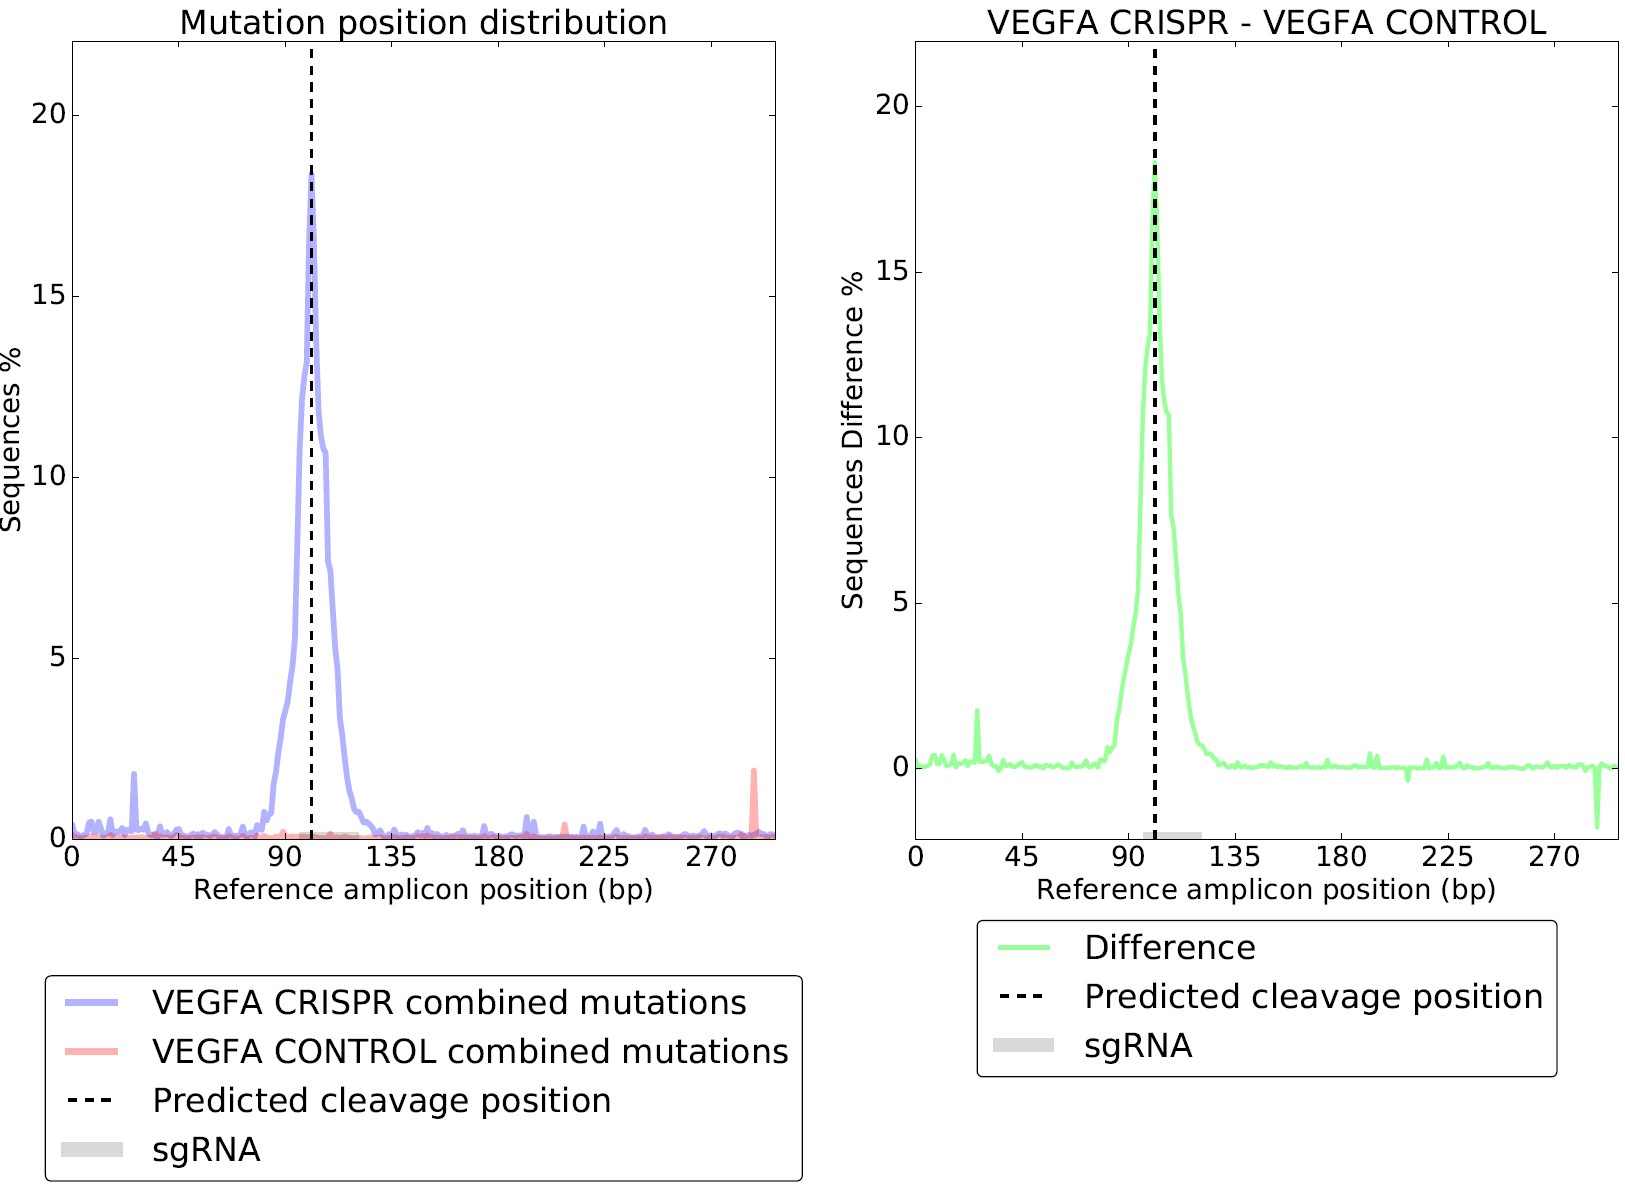 Mutation position distribution
20
15
10
5
0
Sequences %
0 45 90 135 180 225 270
Reference amplicon position (bp)
VEGFA CRISPR combined mutations
VEGFA CONTROL combined mutations
Predicted cleavage position
sgRNA
VEGFA CRISPR - VEGFA CONTROL
20
15
10
5
0
Sequences Difference %
0 45 90 135 180 225 270
Reference amplicon position (bp)
Difference
Predicted cleavage position
sgRNA